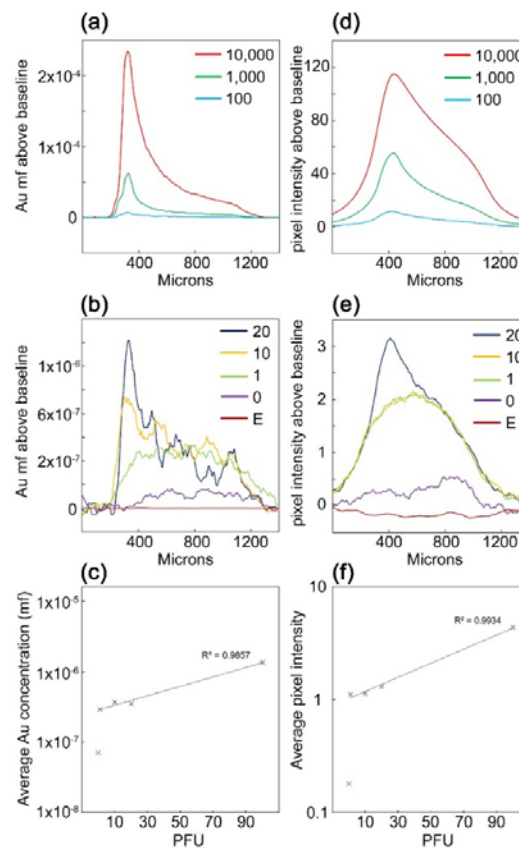 (a)
Au mf above baseline
2x10⁻⁴
1x10⁻⁴
0
10,000
1,000
100
400
800
1200
Microns
(d)
pixel intensity above baseline
120
80
40
0
10,000
1,000
100
400
800
1200
Microns
(b)
Au mf above baseline
1x10⁻⁶
6x10⁻⁷
2x10⁻⁷
0
20
10
1
0
E
400
800
1200
Microns
(e)
pixel intensity above baseline
3
2
1
0
20
10
1
0
E
400
800
1200
Microns
(c)
Average Au concentration (mf)
1x10⁻⁵
1x10⁻⁶
1x10⁻⁷
1x10⁻⁸
10
30
50
70
90
PFU
(f)
Average pixel intensity
10
1
0.1
R² = 0.9934
10
30
50
70
90
PFU